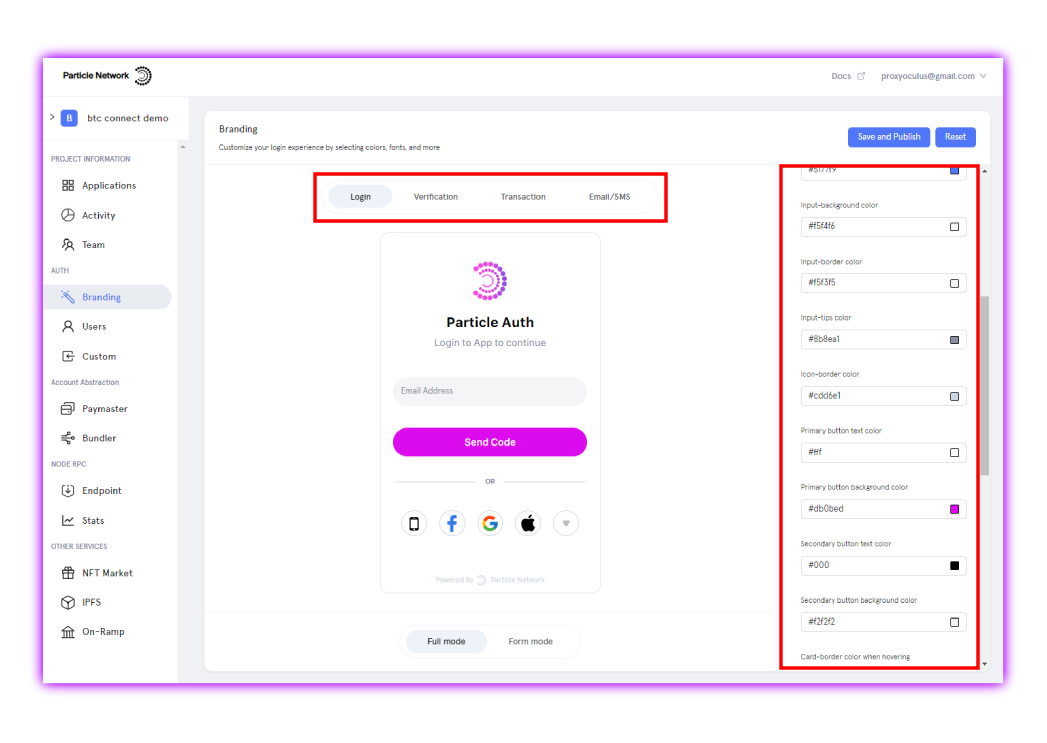 Particle Network
Docs
proxyoculus@gmail.com
B
btc connect demo
PROJECT INFORMATION
Applications
Activity
Team
AUTH
Branding
Users
Custom
Account Abstraction
Paymaster
Bundler
NODE RPC
Endpoint
Stats
OTHER SERVICES
NFT Market
IPFS
On-Ramp
Branding
Customize your login experience by selecting colors, fonts, and more
Save and Publish
Reset
Login
Verification
Transaction
Email/SMS
Particle Auth
Login to App to continue
Email Address
Send Code
OR
Powered By Particle Network
Full mode
Form mode
Input-background color
#f5f4f6
Input-border color
#f5f3f5
Input-tips color
#8b8ea1
Icon-border color
#cdd6e1
Primary button text color
#fff
Primary button background color
#db0bed
Secondary button text color
#000
Secondary button background color
#f2f2f2
Card-border color when hovering